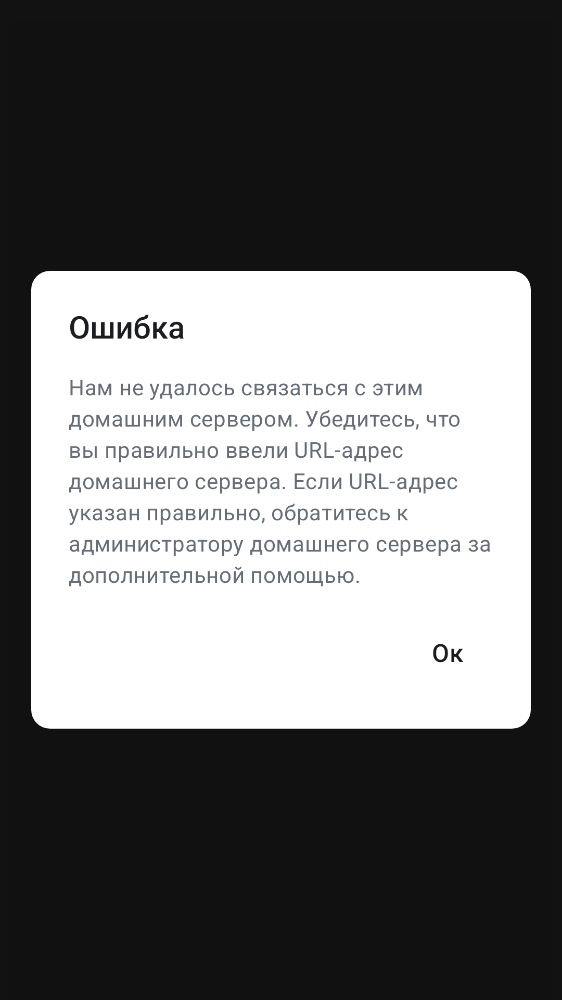 Ошибка
Нам не удалось связаться с этим
домашним сервером. Убедитесь, что
вы правильно ввели URL-адрес
домашнего сервера. Если URL-адрес
указан правильно, обратитесь к
администратору домашнего сервера за
дополнительной помощью.
Ок